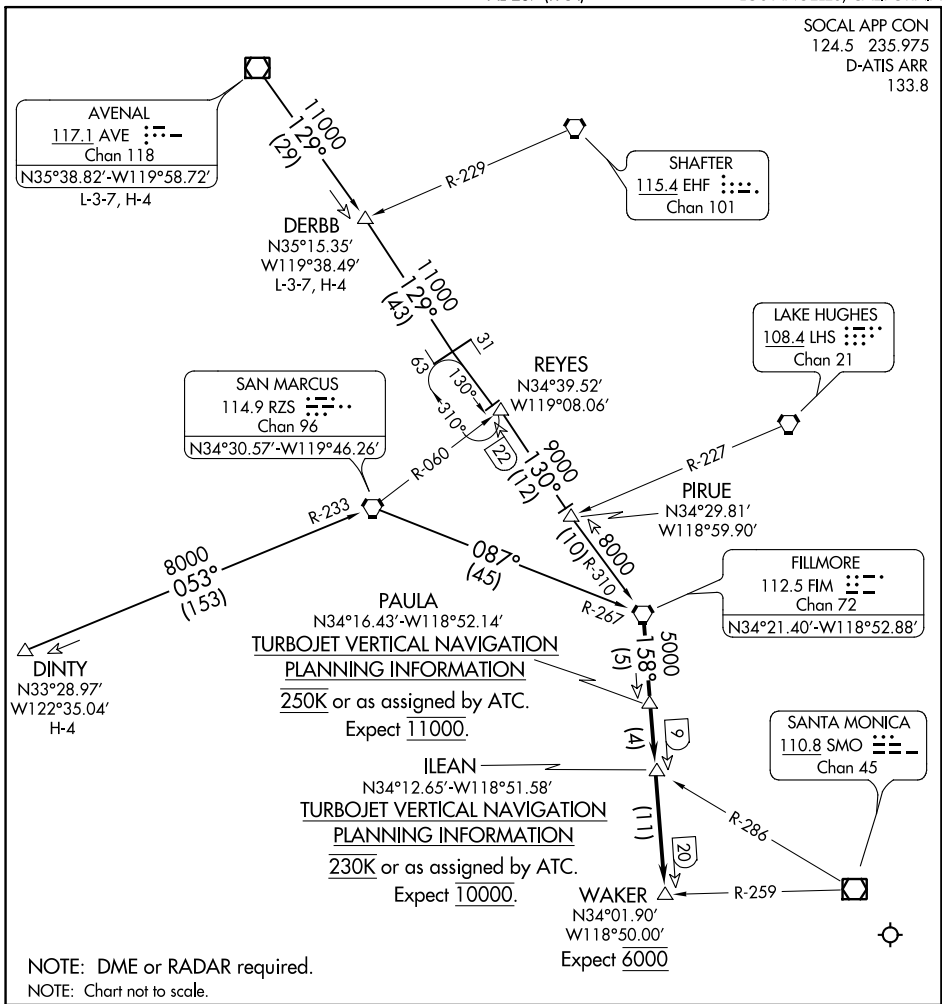 SOCAL APP CON
124.5 235.975
D-ATIS ARR
133.8
AVENAL
117.1 AVE
Chan 118
N35°38.82'-W119°58.72'
L-3-7, H-4
11000
129°
(29)
R-229
SHAFTER
115.4 EHF
Chan 101
DERBB
N35°15.35'
W119°38.49'
L-3-7, H-4
11000
129°
(43)
LAKE HUGHES
108.4 LHS
Chan 21
63
31
130°
310°
REYES
N34°39.52'
W119°08.06'
22
SAN MARCUS
114.9 RZS
Chan 96
N34°30.57'-W119°46.26'
R-060
9000
130°
(12)
R-227
PIRUE
N34°29.81'
W118°59.90'
R-233
8000
053°
(153)
087°
(45)
R-267
8000
(10)
R-310
FILLMORE
112.5 FIM
Chan 72
N34°21.40'-W118°52.88'
DINTY
N33°28.97'
W122°35.04'
H-4
PAULA
N34°16.43'-W118°52.14'
TURBOJET VERTICAL NAVIGATION
PLANNING INFORMATION
250K or as assigned by ATC.
Expect 11000.
5000
158°
(5)
(4)
9
SANTA MONICA
110.8 SMO
Chan 45
ILEAN
N34°12.65'-W118°51.58'
TURBOJET VERTICAL NAVIGATION
PLANNING INFORMATION
230K or as assigned by ATC.
Expect 10000.
(11)
20
R-286
R-259
WAKER
N34°01.90'
W118°50.00'
Expect 6000
NOTE: DME or RADAR required.
NOTE: Chart not to scale.